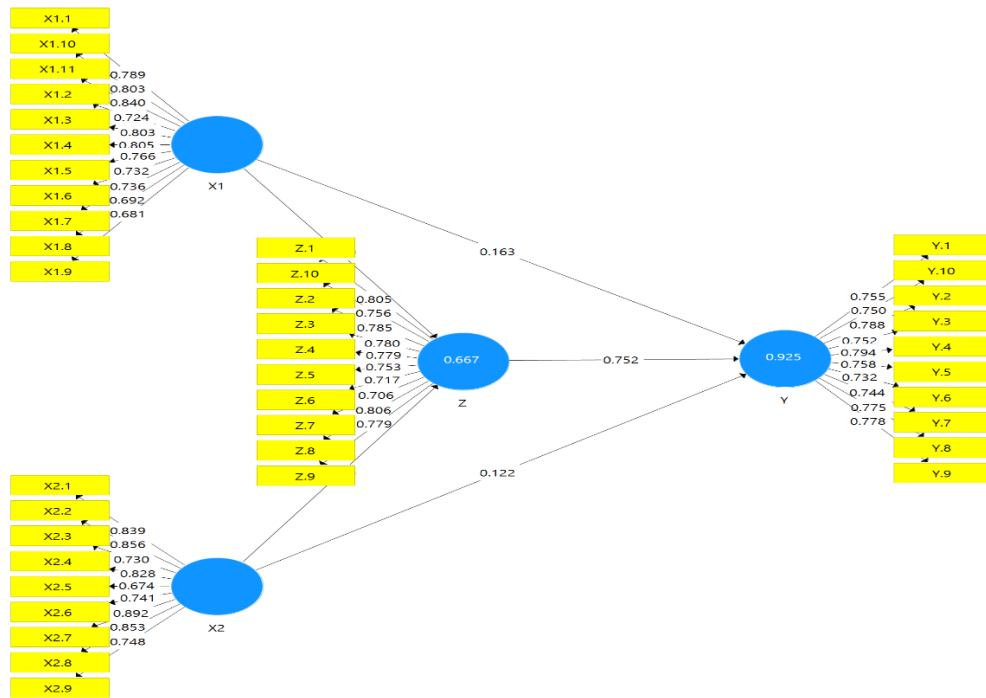 X1.1
X1.10
X1.11
X1.2
X1.3
X1.4
X1.5
X1.6
X1.7
X1.8
X1.9
0.789
0.803
0.840
0.724
0.803
0.805
0.766
0.732
0.736
0.692
0.681
X1
0.163
Z.1
Z.10
Z.2
Z.3
Z.4
Z.5
Z.6
Z.7
Z.8
Z.9
0.805
0.756
0.785
0.780
0.779
0.753
0.717
0.706
0.806
0.779
0.667
Z
0.752
0.925
Y
0.755
0.750
0.788
0.752
0.794
0.758
0.732
0.744
0.775
0.778
Y.1
Y.10
Y.2
Y.3
Y.4
Y.5
Y.6
Y.7
Y.8
Y.9
0.122
X2.1
X2.2
X2.3
X2.4
X2.5
X2.6
X2.7
X2.8
X2.9
0.839
0.856
0.730
0.828
0.674
0.741
0.892
0.853
0.748
X2